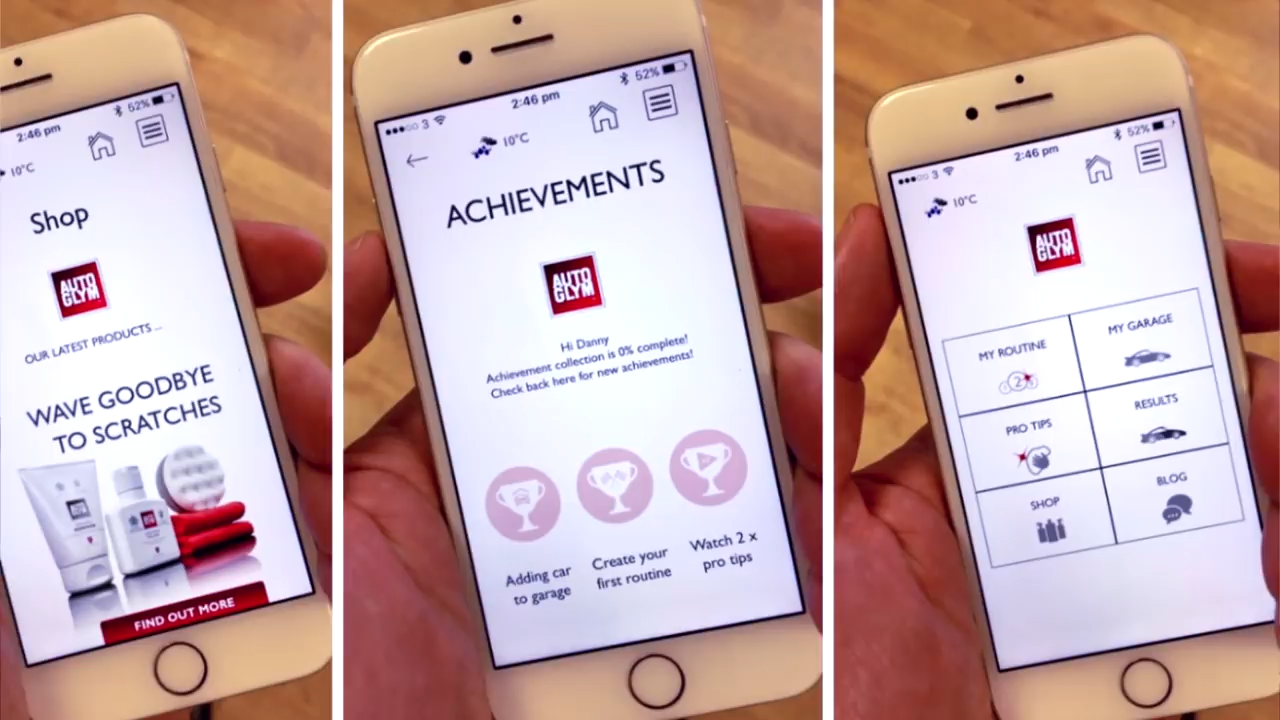 2:46 pm
52%
10°C
Shop
AUTO
GLYM
OUR LATEST PRODUCTS ...
WAVE GOODBYE
TO SCRATCHES
FIND OUT MORE
3
2:46 pm
52%
10°C
ACHIEVEMENTS
AUTO
GLYM
Hi Danny
Achievement collection is 0% complete!
Check back here for new achievements!
Adding car
to garage
Create your
first routine
Watch 2 x
pro tips
3
2:46 pm
52%
10°C
AUTO
GLYM
MY ROUTINE
2
MY GARAGE
PRO TIPS
RESULTS
SHOP
BLOG